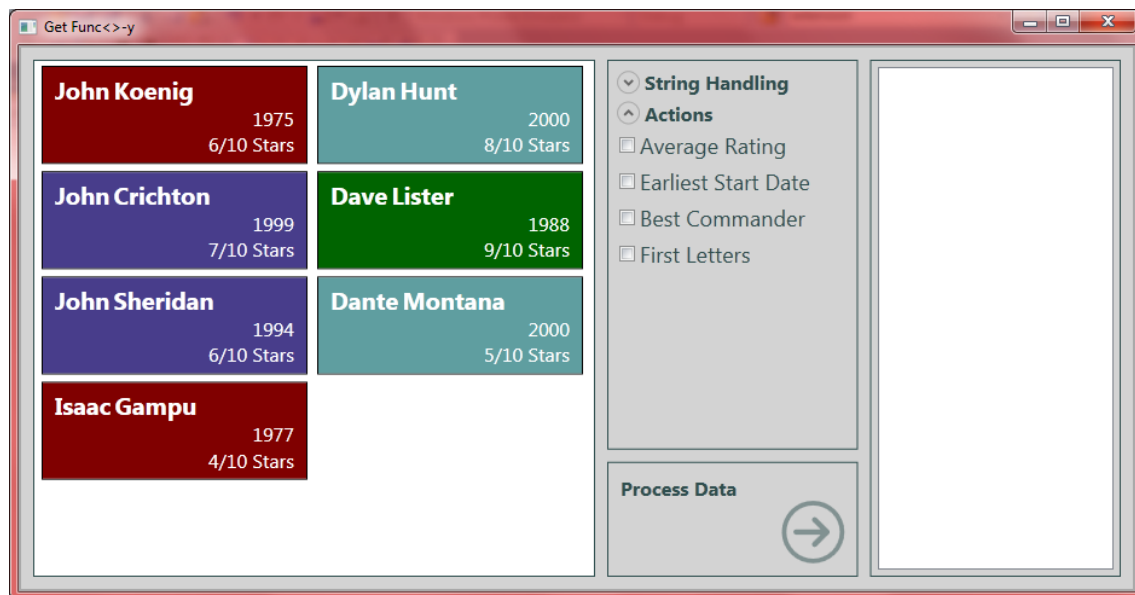 Get Func<>-y
John Koenig
1975
6/10 Stars
Dylan Hunt
2000
8/10 Stars
John Crichton
1999
7/10 Stars
Dave Lister
1988
9/10 Stars
John Sheridan
1994
6/10 Stars
Dante Montana
2000
5/10 Stars
Isaac Gampu
1977
4/10 Stars
String Handling
Actions
Average Rating
Earliest Start Date
Best Commander
First Letters
Process Data